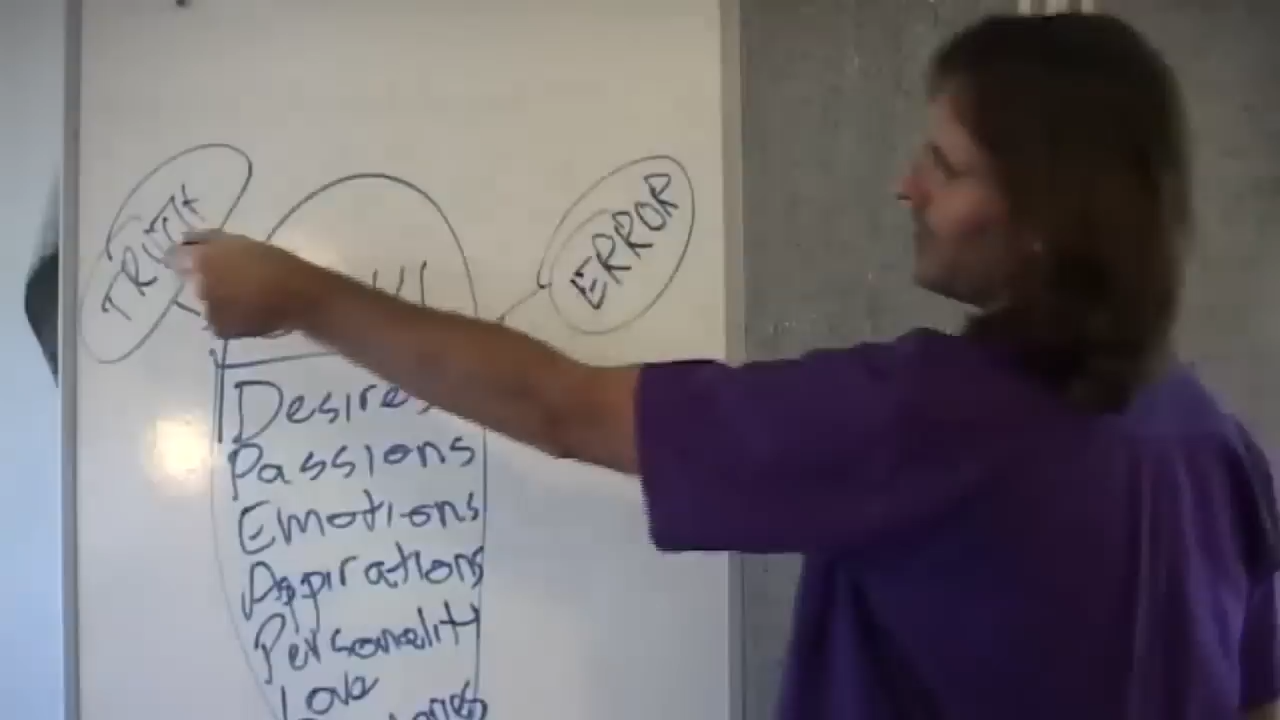 TRUTH
ERROR
Desires
Passions
Emotions
Aspirations
Personality
Love